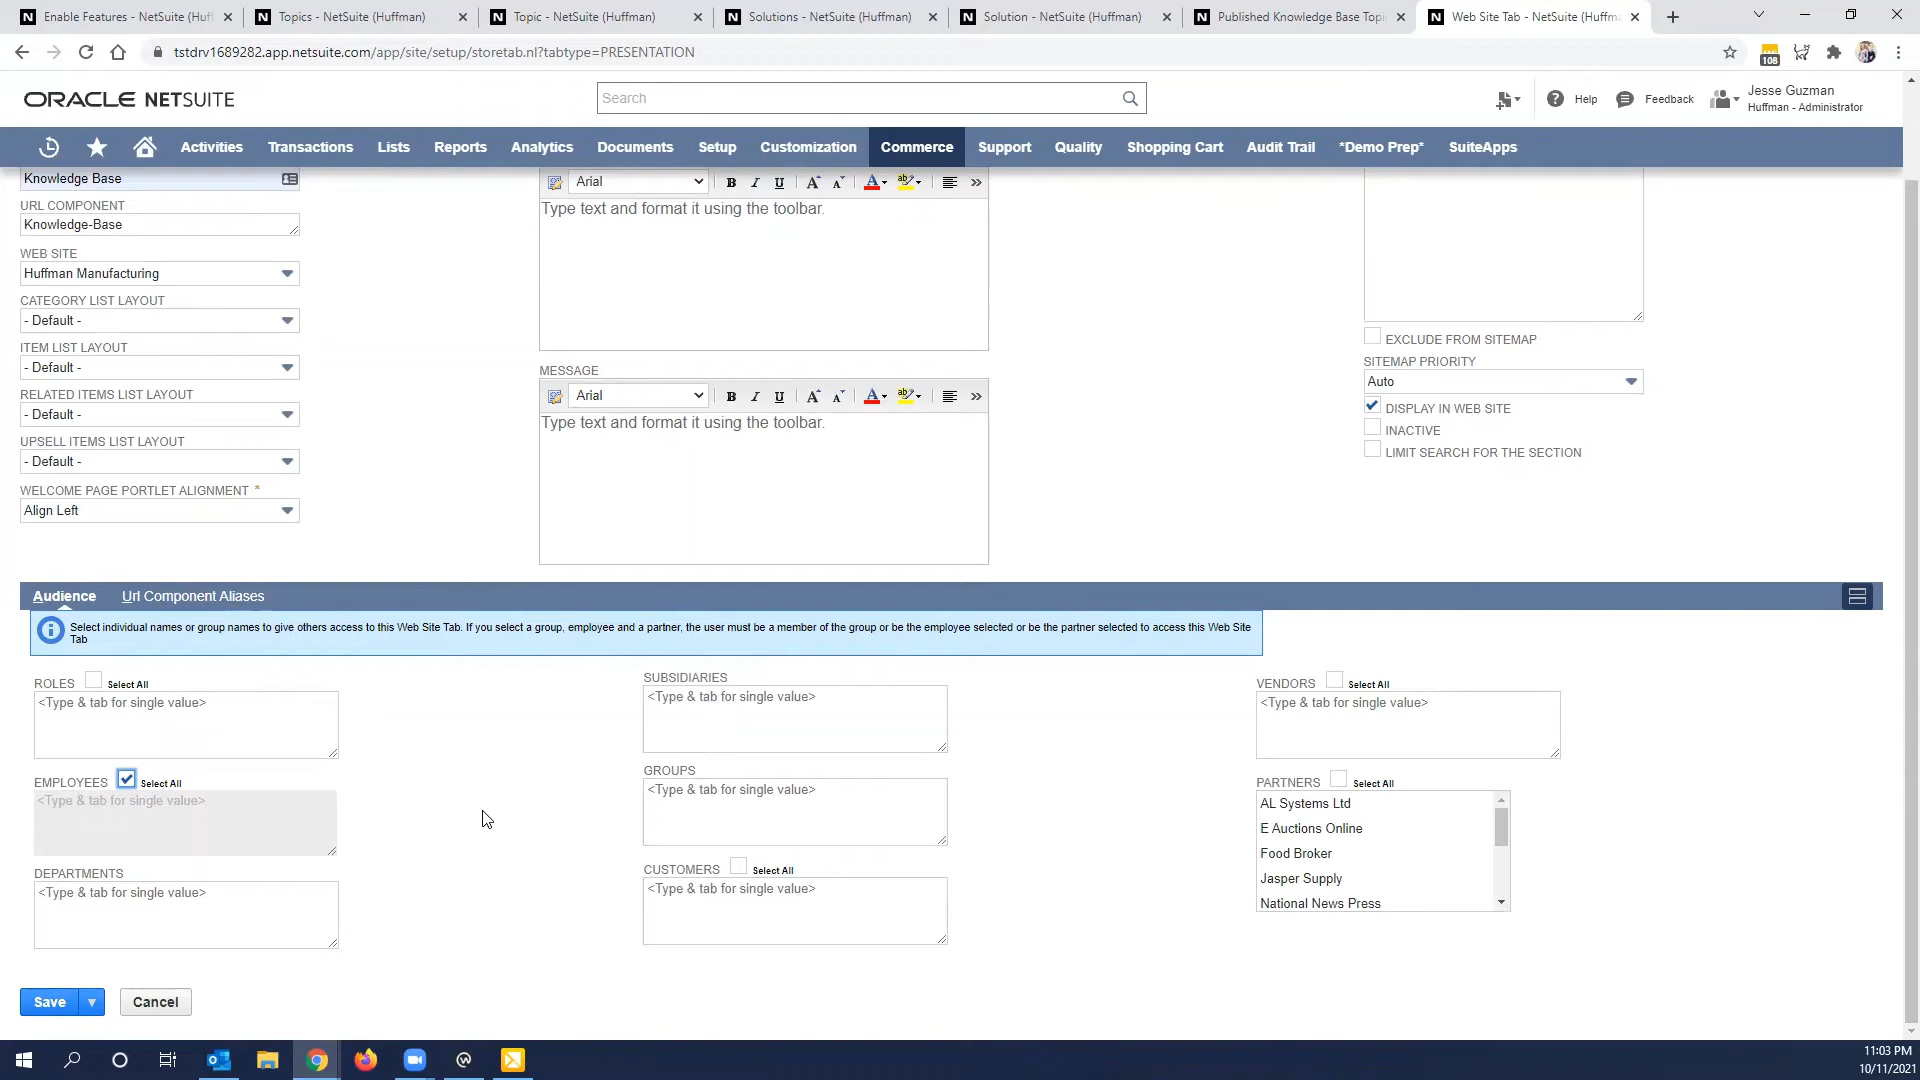 Enable Features - NetSuite (Huf
Topics - NetSuite (Huffman)
Topic - NetSuite (Huffman)
Solutions - NetSuite (Huffman)
Solution - NetSuite (Huffman)
Published Knowledge Base Topi
Web Site Tab - NetSuite (Huffm
tstdrv1689282.app.netsuite.com/app/site/setup/storetab.nl?tabtype=PRESENTATION
108
ORACLE NETSUITE
Search
Help
Feedback
Jesse Guzman
Huffman - Administrator
Activities
Transactions
Lists
Reports
Analytics
Documents
Setup
Customization
Commerce
Support
Quality
Shopping Cart
Audit Trail
*Demo Prep*
SuiteApps
Knowledge Base
URL COMPONENT
Knowledge-Base
WEB SITE
Huffman Manufacturing
CATEGORY LIST LAYOUT
- Default -
ITEM LIST LAYOUT
- Default -
RELATED ITEMS LIST LAYOUT
- Default -
UPSELL ITEMS LIST LAYOUT
- Default -
WELCOME PAGE PORTLET ALIGNMENT *
Align Left
Arial
B I U A A A ab »
Type text and format it using the toolbar.
MESSAGE
Arial
B I U A A A ab »
Type text and format it using the toolbar.
EXCLUDE FROM SITEMAP
SITEMAP PRIORITY
Auto
DISPLAY IN WEB SITE
INACTIVE
LIMIT SEARCH FOR THE SECTION
Audience
Url Component Aliases
Select individual names or group names to give others access to this Web Site Tab. If you select a group, employee and a partner, the user must be a member of the group or be the employee selected or be the partner selected to access this Web Site
Tab
ROLES Select All
<Type & tab for single value>
EMPLOYEES Select All
<Type & tab for single value>
DEPARTMENTS
<Type & tab for single value>
SUBSIDIARIES
<Type & tab for single value>
GROUPS
<Type & tab for single value>
CUSTOMERS Select All
<Type & tab for single value>
VENDORS Select All
<Type & tab for single value>
PARTNERS Select All
AL Systems Ltd
E Auctions Online
Food Broker
Jasper Supply
National News Press
Save
Cancel
11:03 PM
10/11/2021